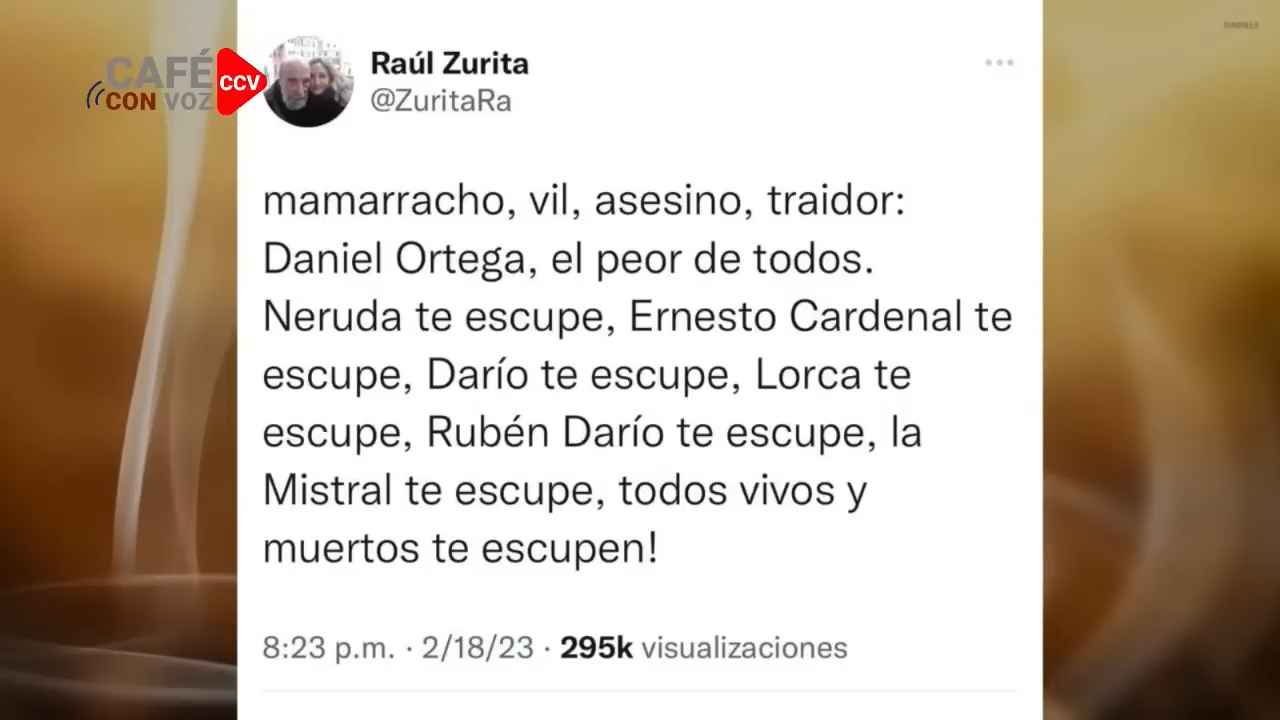 CAFÉ
CON VOZ
CCV
Raúl Zurita
@ZuritaRa
mamarracho, vil, asesino, traidor:
Daniel Ortega, el peor de todos.
Neruda te escupe, Ernesto Cardenal te
escupe, Darío te escupe, Lorca te
escupe, Rubén Darío te escupe, la
Mistral te escupe, todos vivos y
muertos te escupen!
8:23 p.m. · 2/18/23 · 295k visualizaciones